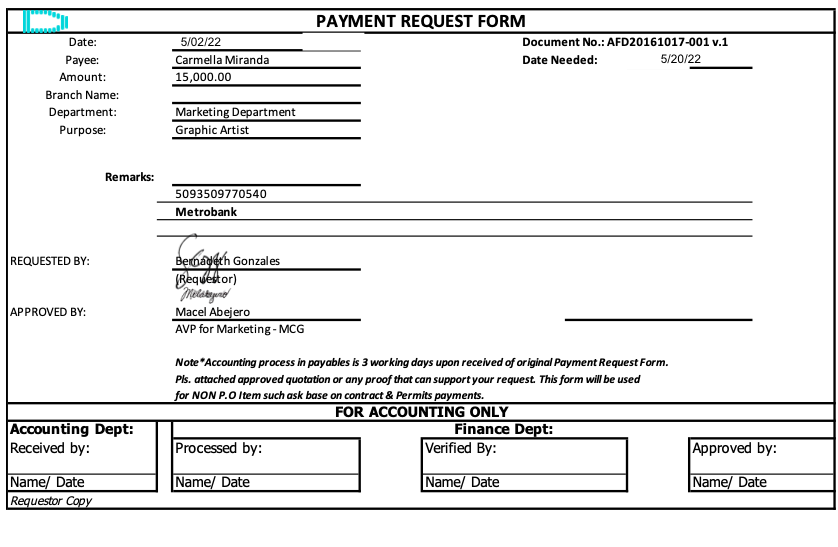 PAYMENT REQUEST FORM
Date: 5/02/22 Document No.: AFD20161017-001 v.1
Payee: Carmella Miranda Date Needed: 5/20/22
Amount: 15,000.00
Branch Name:
Department: Marketing Department
Purpose: Graphic Artist
Remarks:
5093509770540
Metrobank
REQUESTED BY: Bernadeth Gonzales
(Requestor)
APPROVED BY: Macel Abejero
AVP for Marketing - MCG
Note*Accounting process in payables is 3 working days upon received of original Payment Request Form.
Pls. attached approved quotation or any proof that can support your request. This form will be used
for NON P.O Item such ask base on contract & Permits payments.
FOR ACCOUNTING ONLY
Accounting Dept: Finance Dept:
Received by: Processed by: Verified By: Approved by:
Name/ Date Name/ Date Name/ Date Name/ Date
Requestor Copy